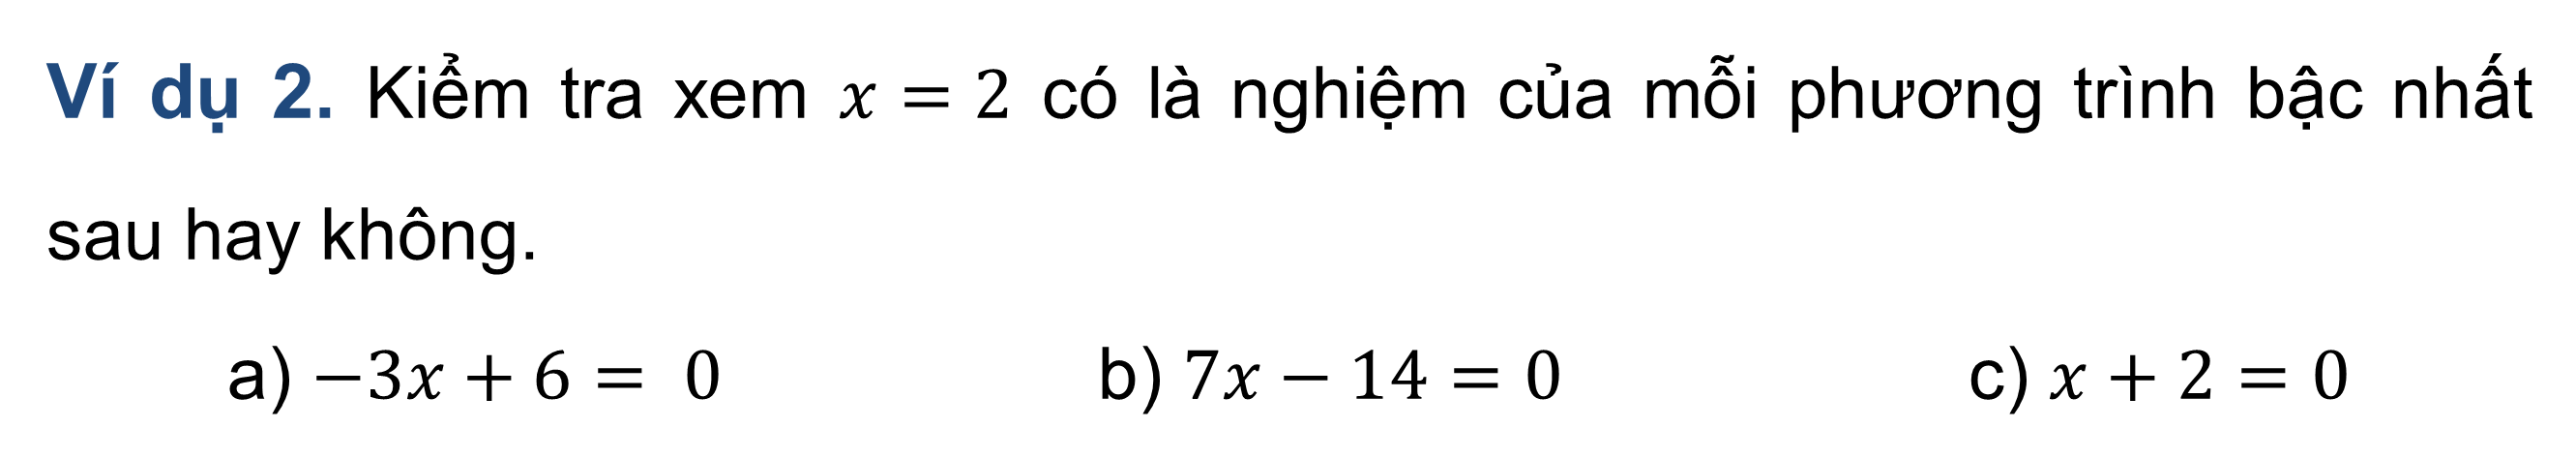 Ví dụ 2. Kiểm tra xem x = 2 có là nghiệm của mỗi phương trình bậc nhất
sau hay không.
a) −3x + 6 = 0 b) 7x − 14 = 0 c) x + 2 = 0